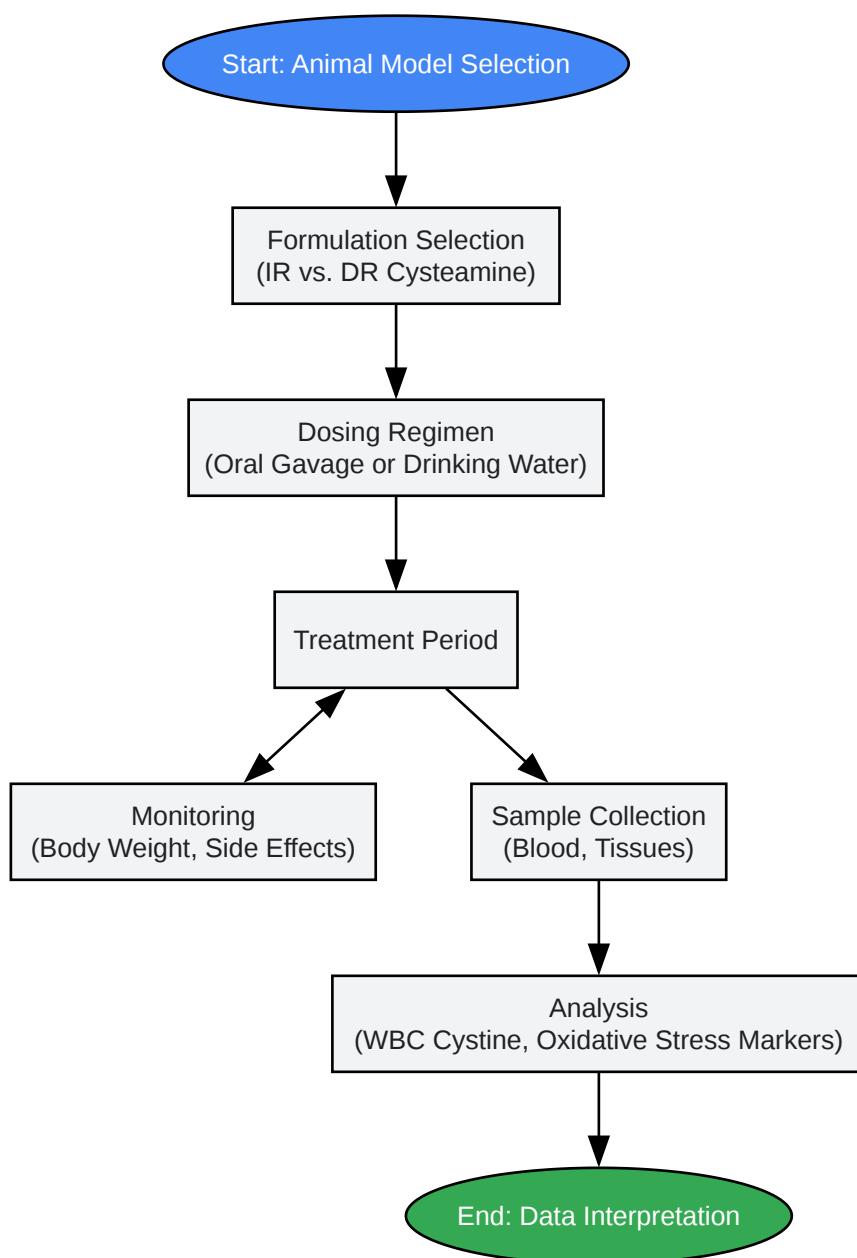 Start: Animal Model Selection
Formulation Selection
(IR vs. DR Cysteamine)
Dosing Regimen
(Oral Gavage or Drinking Water)
Treatment Period
Monitoring
(Body Weight, Side Effects)
Sample Collection
(Blood, Tissues)
Analysis
(WBC Cystine, Oxidative Stress Markers)
End: Data Interpretation